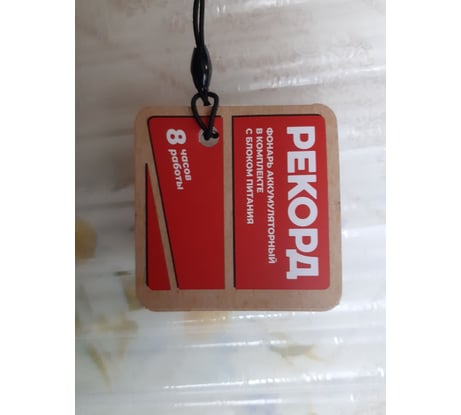 РЕКОРД
ФОНАРЬ АККУМУЛЯТОРНЫЙ
В КОМПЛЕКТЕ
С БЛОКОМ ПИТАНИЯ
8 часов
работы